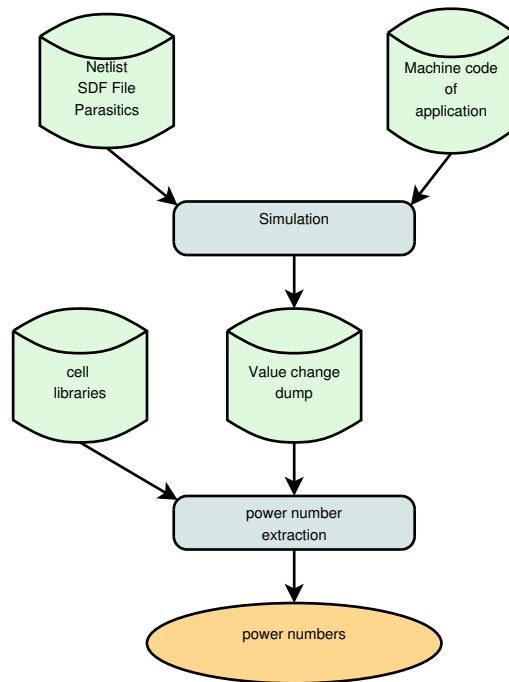 Netlist
SDF File
Parasitics
Machine code
of
application
Simulation
cell
libraries
Value change
dump
power number
extraction
power numbers